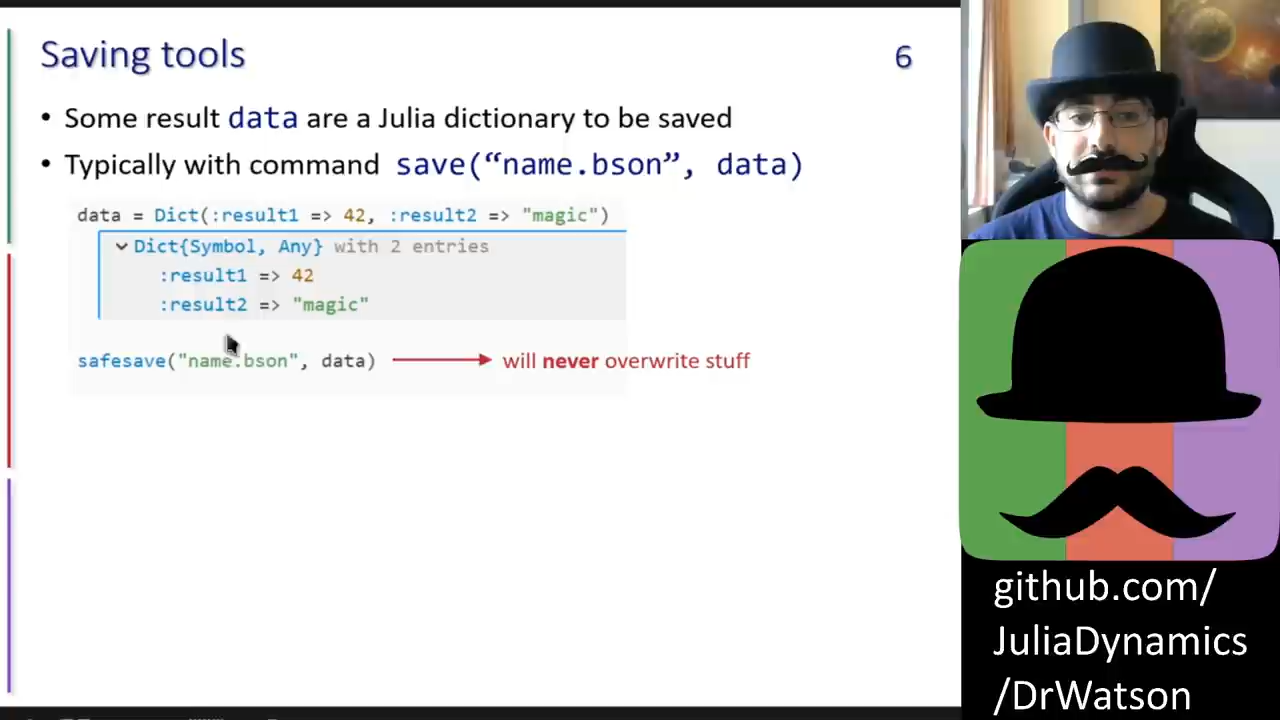 Saving tools
6
• Some result data are a Julia dictionary to be saved
• Typically with command save(“name.bson”, data)
data = Dict(:result1 => 42, :result2 => "magic")
Dict{Symbol, Any} with 2 entries
:result1 => 42
:result2 => "magic"
safesave("name.bson", data)
will never overwrite stuff
github.com/
JuliaDynamics
/DrWatson